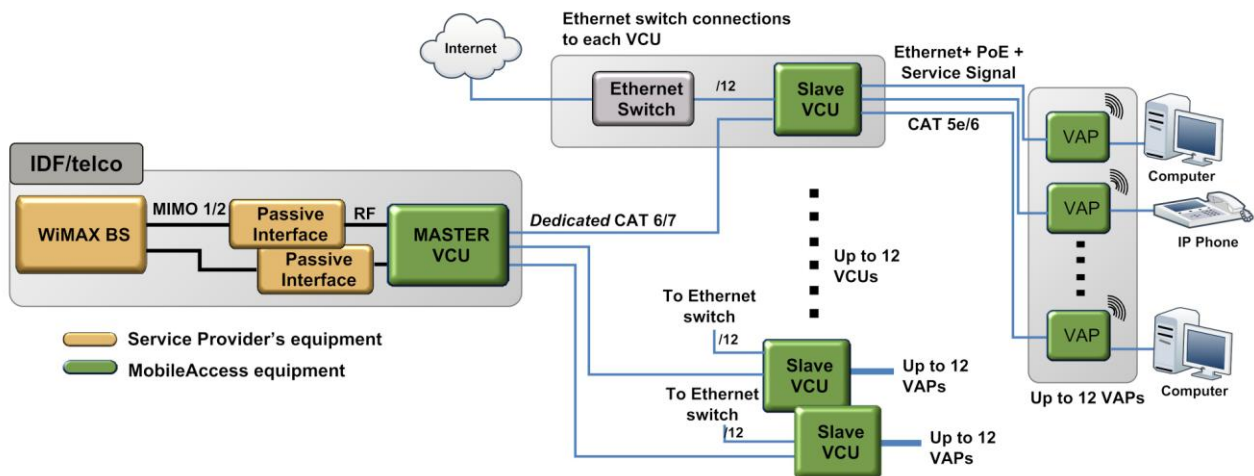 Ethernet switch connections
to each VCU
Internet
Ethernet
Switch
/12
Slave
VCU
Ethernet+ PoE +
Service Signal
CAT 5e/6
VAP
Computer
VAP
IP Phone
VAP
Computer
Up to 12 VAPs
IDF/telco
WiMAX BS
MIMO 1/2
Passive
Interface
Passive
Interface
RF
MASTER
VCU
Dedicated CAT 6/7
Up to 12
VCUs
Service Provider's equipment
MobileAccess equipment
To Ethernet
switch
/12
Slave
VCU
Up to 12
VAPs
To Ethernet
switch
/12
Slave
VCU
Up to 12
VAPs